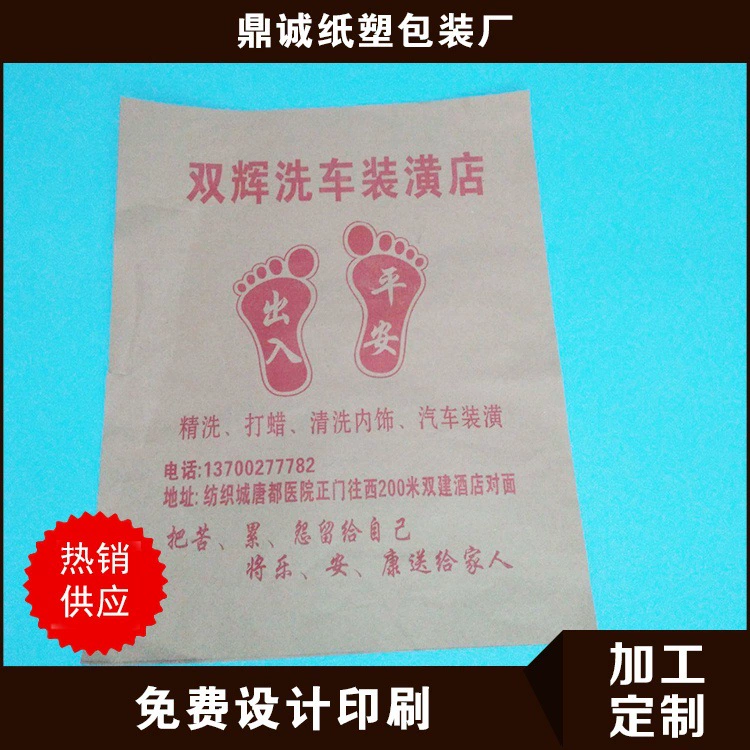 鼎诚纸塑包装厂
双辉洗车装潢店
出入
平安
精洗、打蜡、清洗内饰、汽车装潢
电话:13700277782
地址: 纺织城唐都医院正门往西200米双建酒店对面
把苦、累、怨留给自己
将乐、安、康送给家人
热销
供应
免费设计印刷
加工
定制